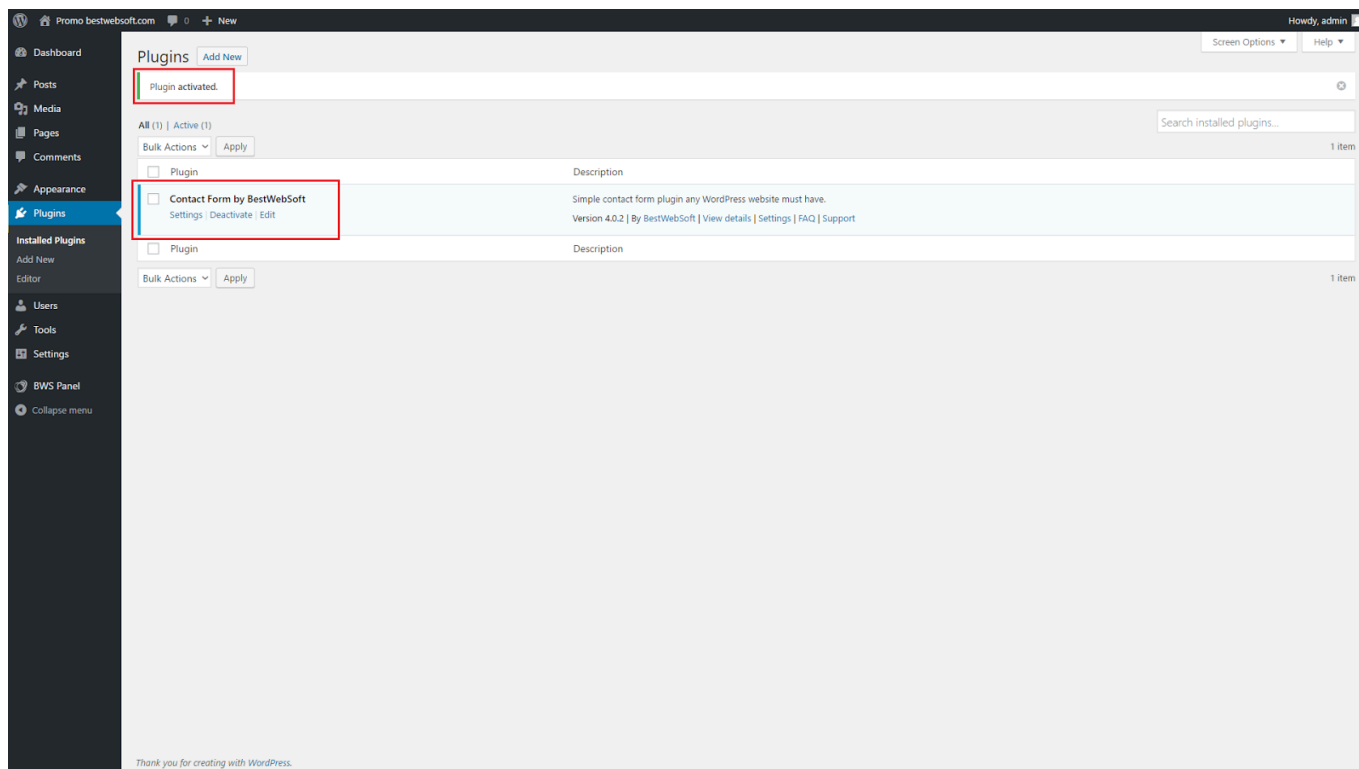 Promo bestwebsoft.com 0 + New Howdy, admin
Screen Options ▼ Help ▼
Dashboard
Posts
Media
Pages
Comments
Appearance
Plugins
Installed Plugins
Add New
Editor
Users
Tools
Settings
BWS Panel
Collapse menu
Plugins Add New
Plugin activated.
All (1) | Active (1)
Search installed plugins...
Bulk Actions Apply
1 item
Plugin Description
Contact Form by BestWebSoft
Settings | Deactivate | Edit
Simple contact form plugin any WordPress website must have.
Version 4.0.2 | By BestWebSoft | View details | Settings | FAQ | Support
Plugin Description
Bulk Actions Apply
1 item
Thank you for creating with WordPress.